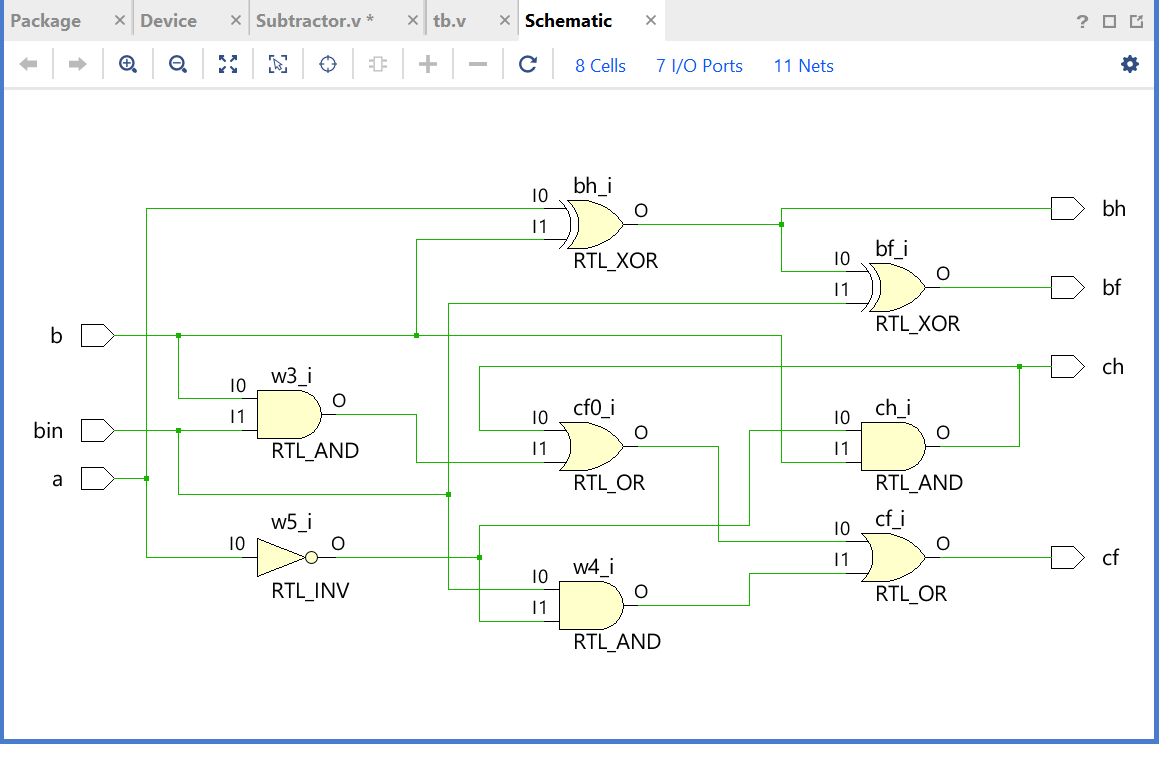 Package Device Subtractor.v * tb.v Schematic ?
8 Cells 7 I/O Ports 11 Nets
bh_i
I0 O
I1
RTL_XOR
bh
bf_i
I0 O
I1
RTL_XOR
bf
b
w3_i
I0 O
I1
RTL_AND
bin
a
cf0_i
I0 O
I1
RTL_OR
ch_i
I0 O
I1
RTL_AND
ch
w5_i
I0 O
RTL_INV
w4_i
I0 O
I1
RTL_AND
cf_i
I0 O
I1
RTL_OR
cf